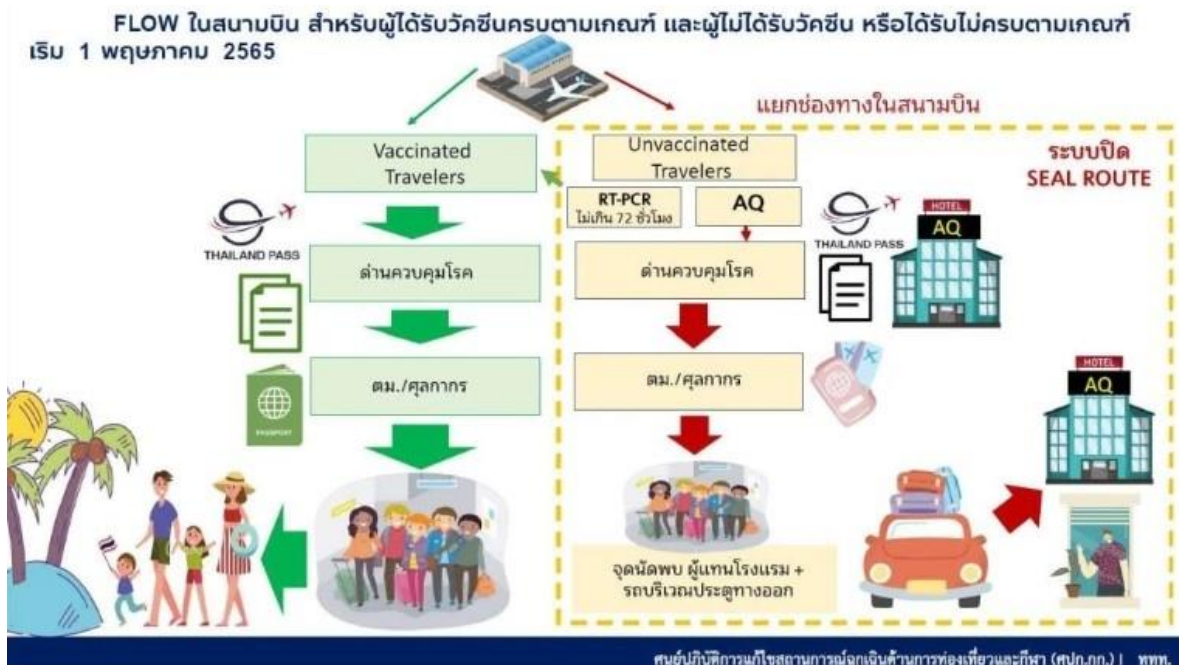 FLOW ในสนามบิน สำหรับผู้ได้รับวัคซีนครบตามเกณฑ์ และผู้ไม่ได้รับวัคซีน หรือได้รับไม่ครบตามเกณฑ์
เริ่ม 1 พฤษภาคม 2565
แยกช่องทางในสนามบิน
Vaccinated
Travelers
Unvaccinated
Travelers
ระบบปิด
SEAL ROUTE
RT-PCR
ไม่เกิน 72 ชั่วโมง
AQ
THAILAND PASS
ด่านควบคุมโรค
ด่านควบคุมโรค
THAILAND PASS
HOTEL
AQ
ตม./ศุลกากร
PASSPORT
ตม./ศุลกากร
HOTEL
AQ
จุดนัดพบ ผู้แทนโรงแรม +
รถบริเวณประตูทางออก
ศูนย์ปฏิบัติการแก้ไขสถานการณ์ฉุกเฉินด้านการท่องเที่ยวและกีฬา (ศปก.กก.) | ททท.